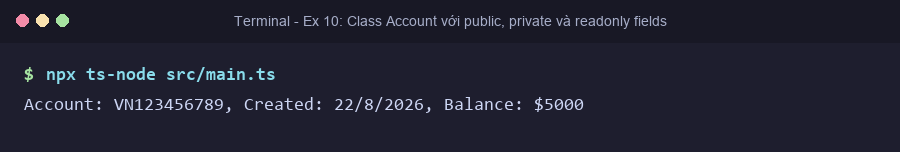 Terminal - Ex 10: Class Account với public, private và readonly fields
$ npx ts-node src/main.ts
Account: VN123456789, Created: 22/8/2026, Balance: $5000